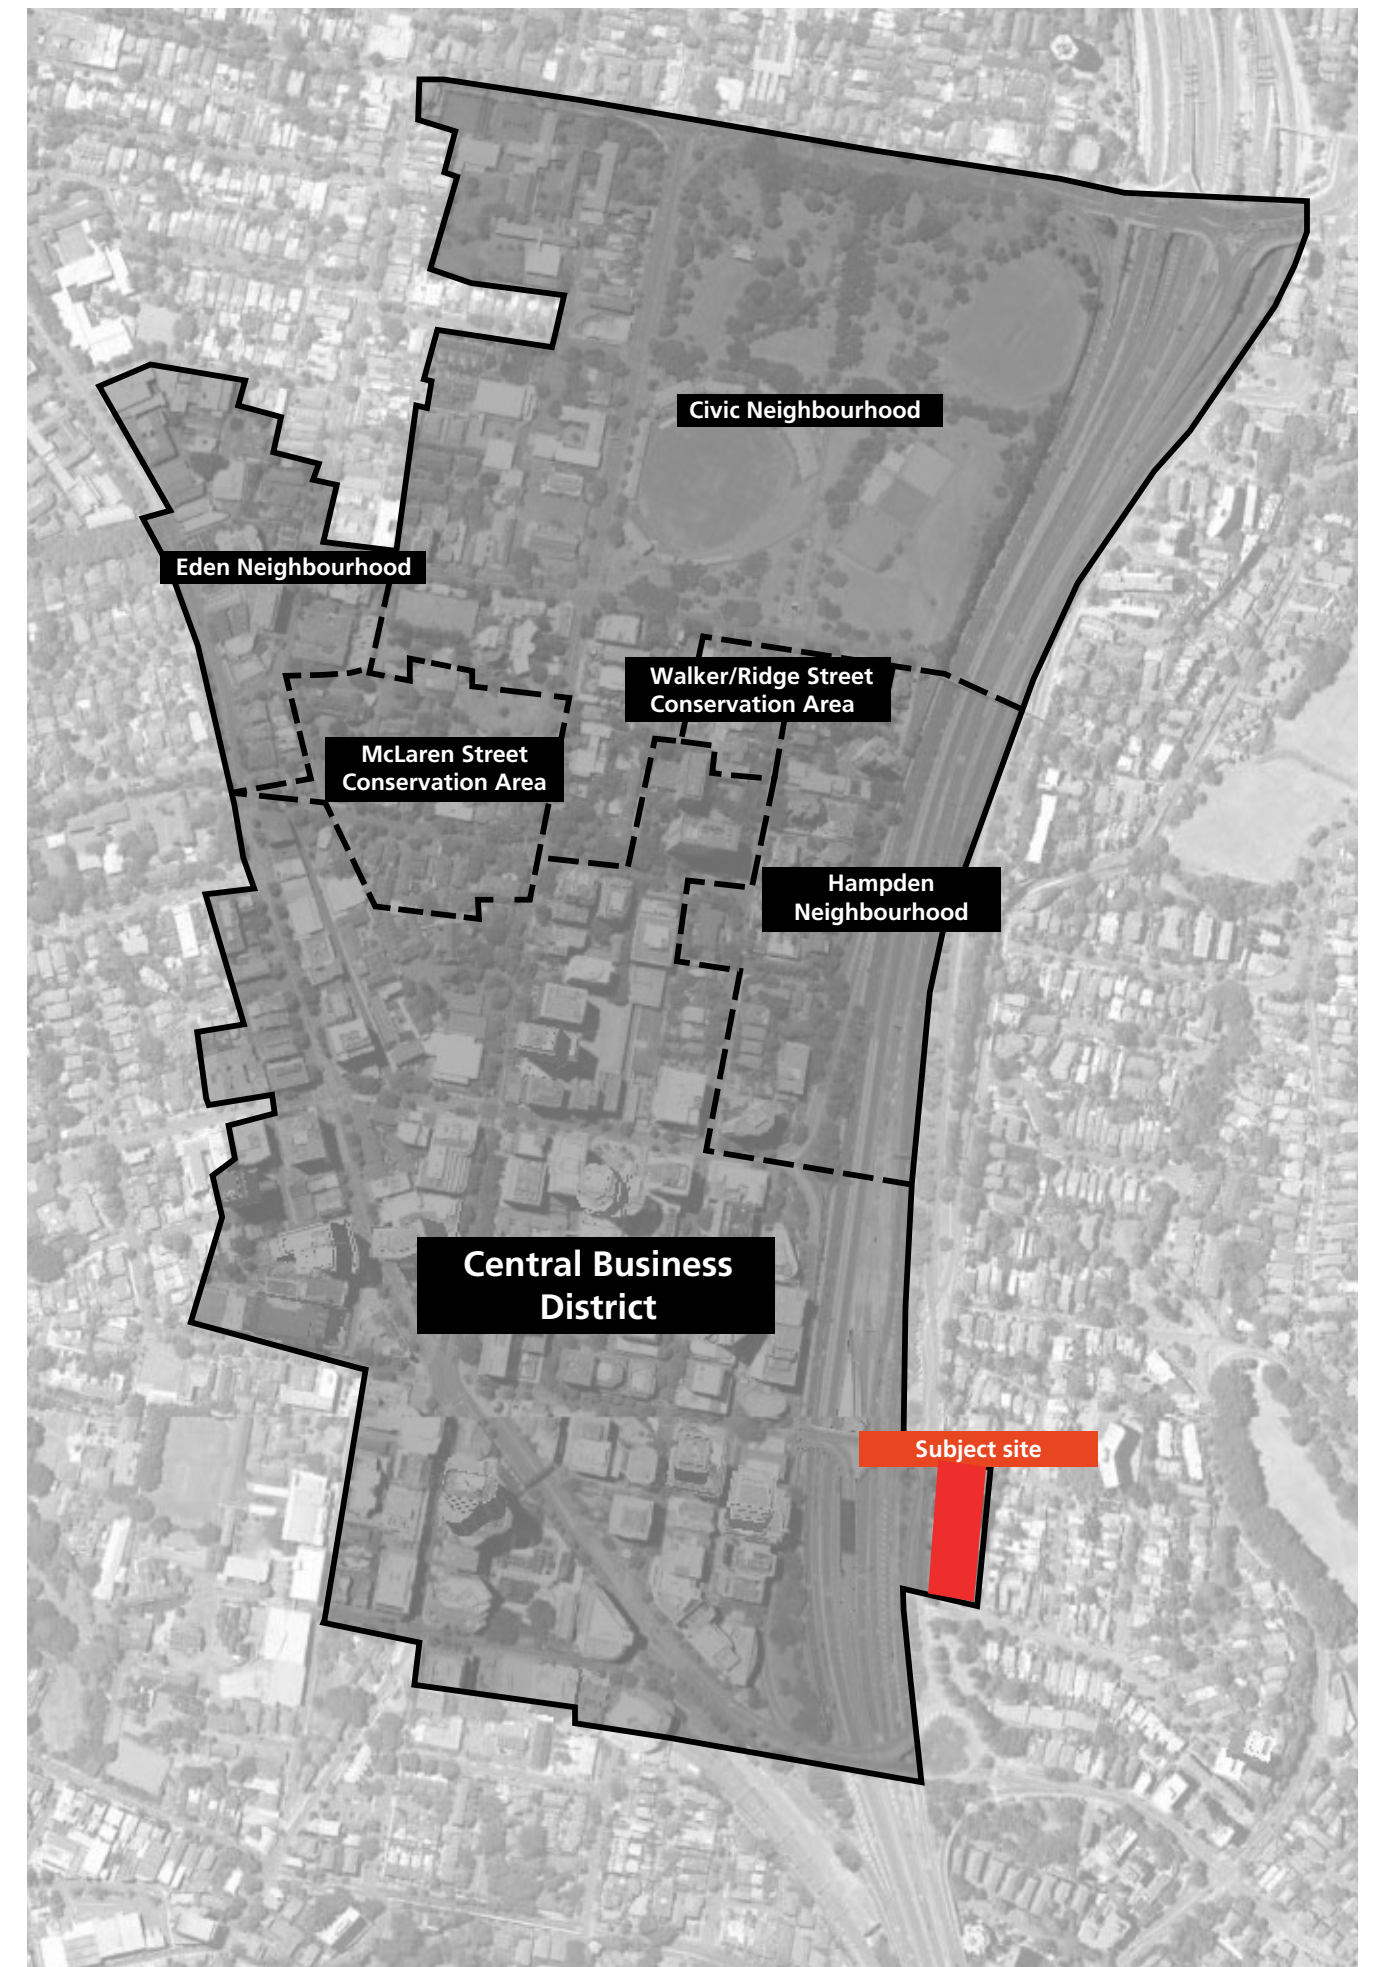 Civic Neighbourhood
Eden Neighbourhood
Walker/Ridge Street
Conservation Area
McLaren Street
Conservation Area
Hampden
Neighbourhood
Central Business
District
Subject site